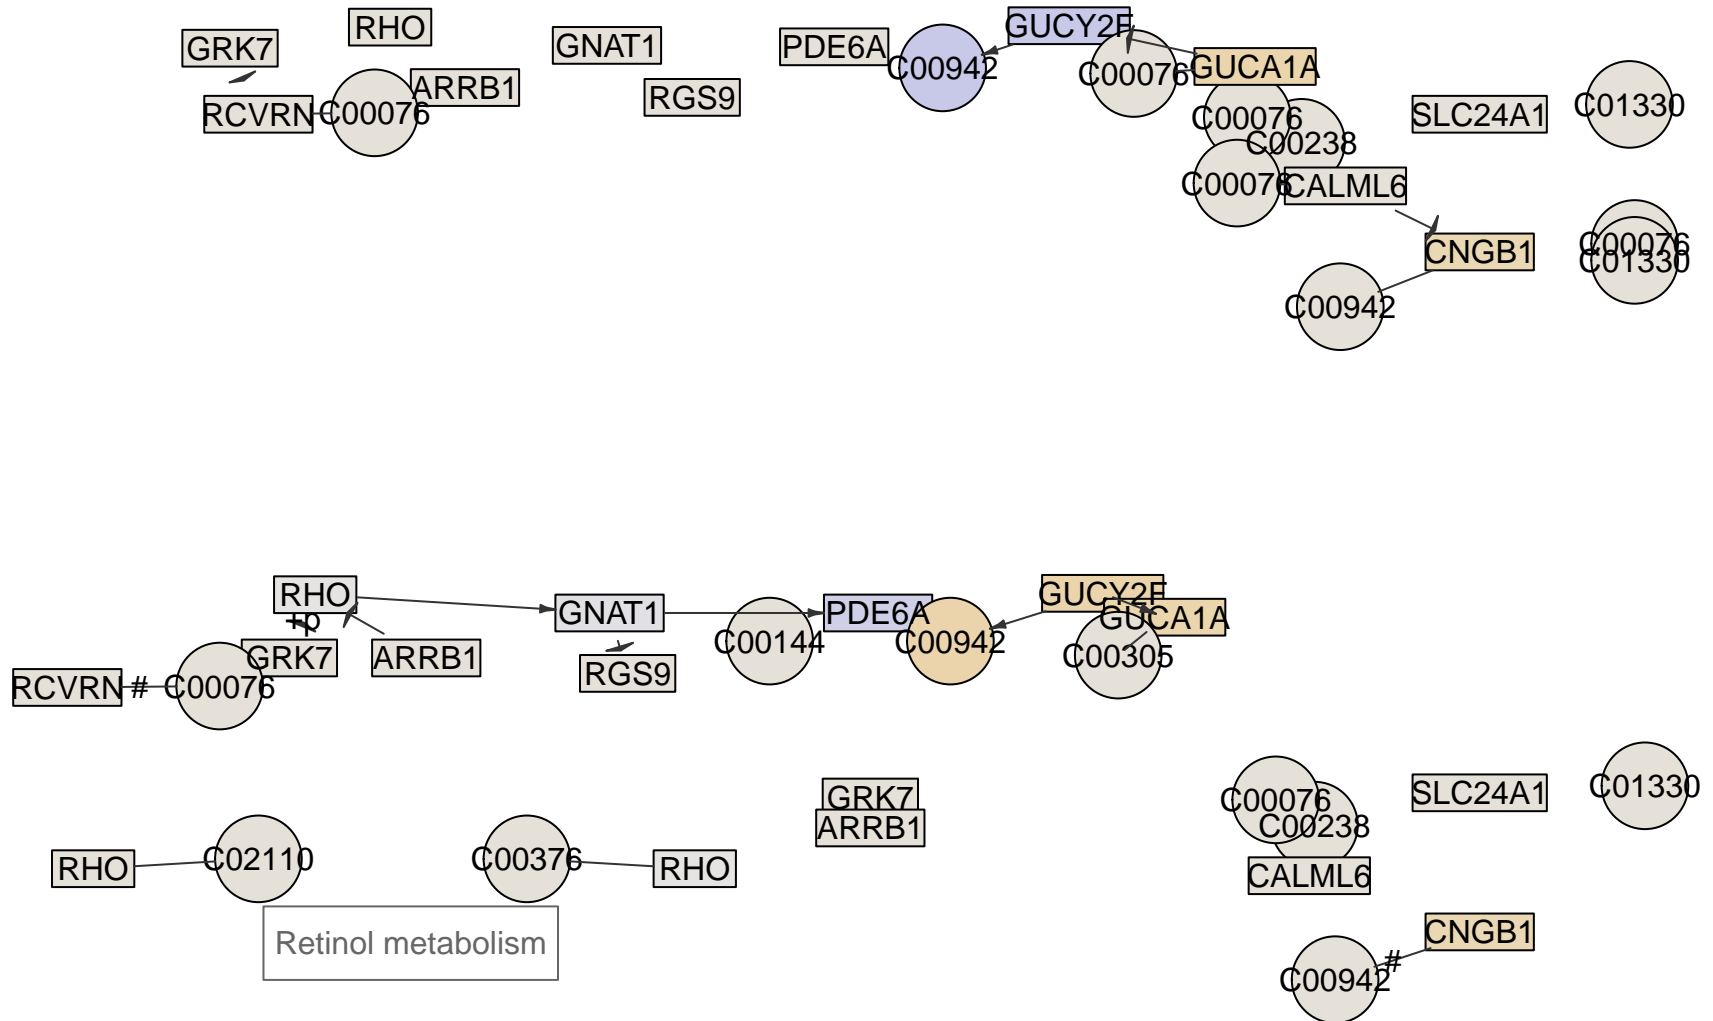 RHO
GRK7
GNAT1
PDE6A
GUCY2F
C00942
C00076
GUCA1A
ARRB1
RGS9
RCVRN
C00076
C00076
C00238
SLC24A1
C01330
C00076
CALML6
C00076
C01330
CNGB1
C00942
RHO
+p
GNAT1
PDE6A
GUCY2F
GUCA1A
C00144
C00942
C00305
GRK7
ARRB1
RGS9
RCVRN
#
C00076
GRK7
ARRB1
C00076
C00238
SLC24A1
C01330
RHO
C02110
C00376
RHO
CALML6
Retinol metabolism
CNGB1
#
C00942